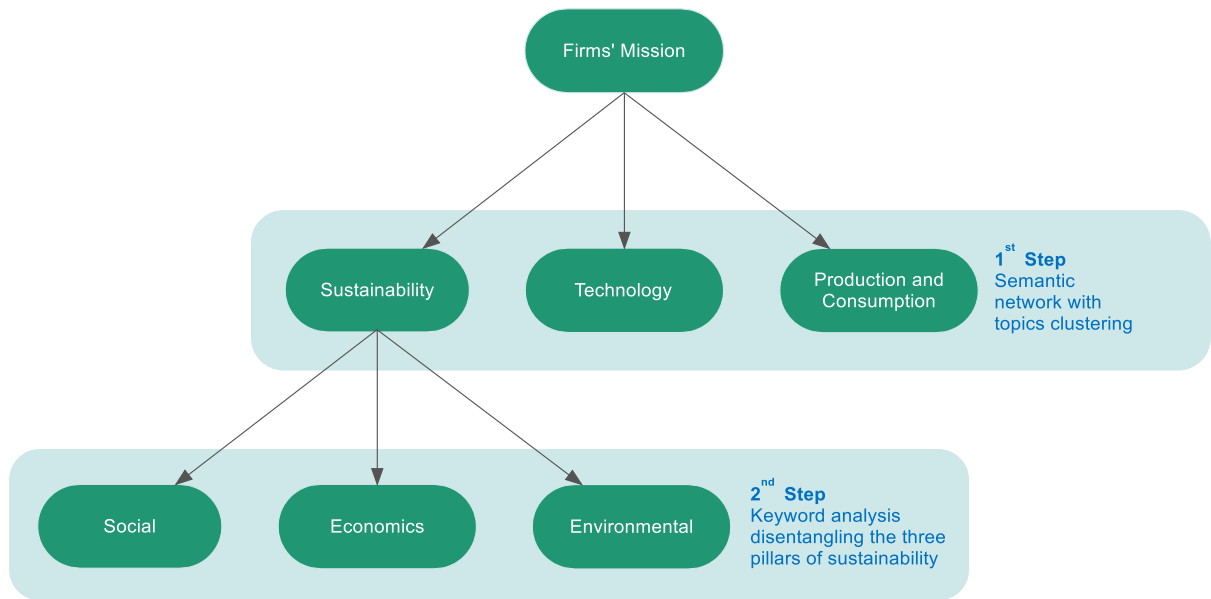 Firms' Mission
Sustainability
Technology
Production and
Consumption
1st Step
Semantic
network with
topics clustering
Social
Economics
Environmental
2nd Step
Keyword analysis
disentangling the three
pillars of sustainability